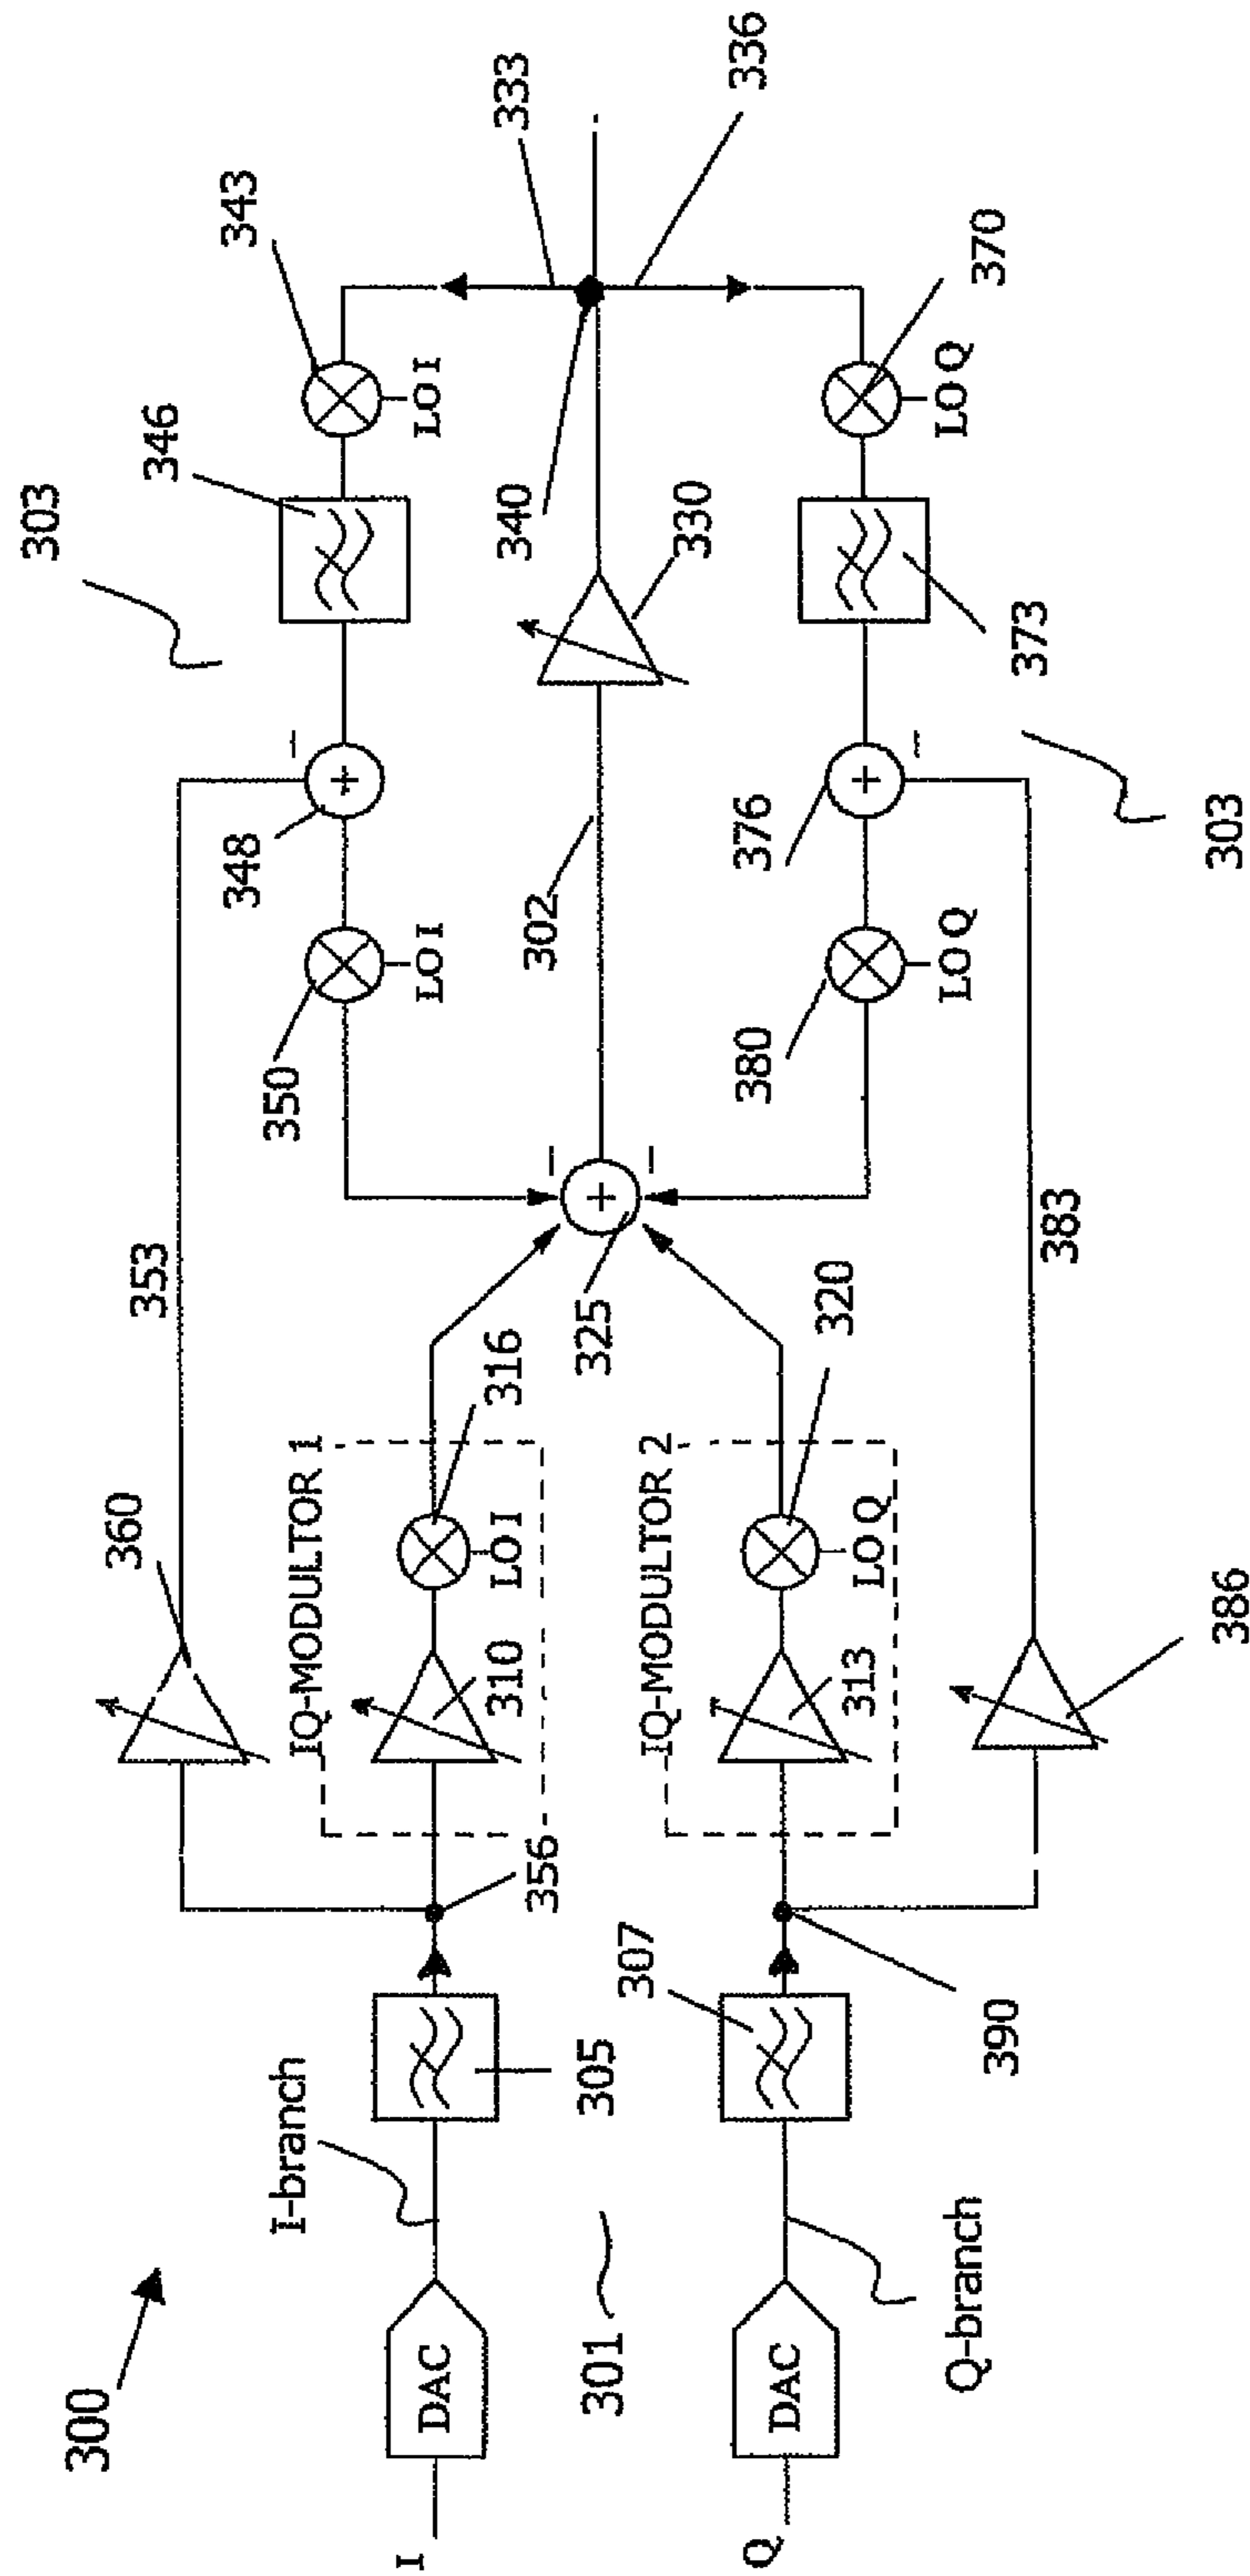 300
303
353
360
350
348
346
343
333
LO I
LO I
IQ-MODULTOR 1
316
310
LO I
356
I-branch
I
DAC
305
301
325
302
340
330
336
IQ-MODULTOR 2
320
313
LO Q
307
390
Q
DAC
Q-branch
380
376
LO Q
373
370
LO Q
383
386
303
+
−
+
−
−
+
−